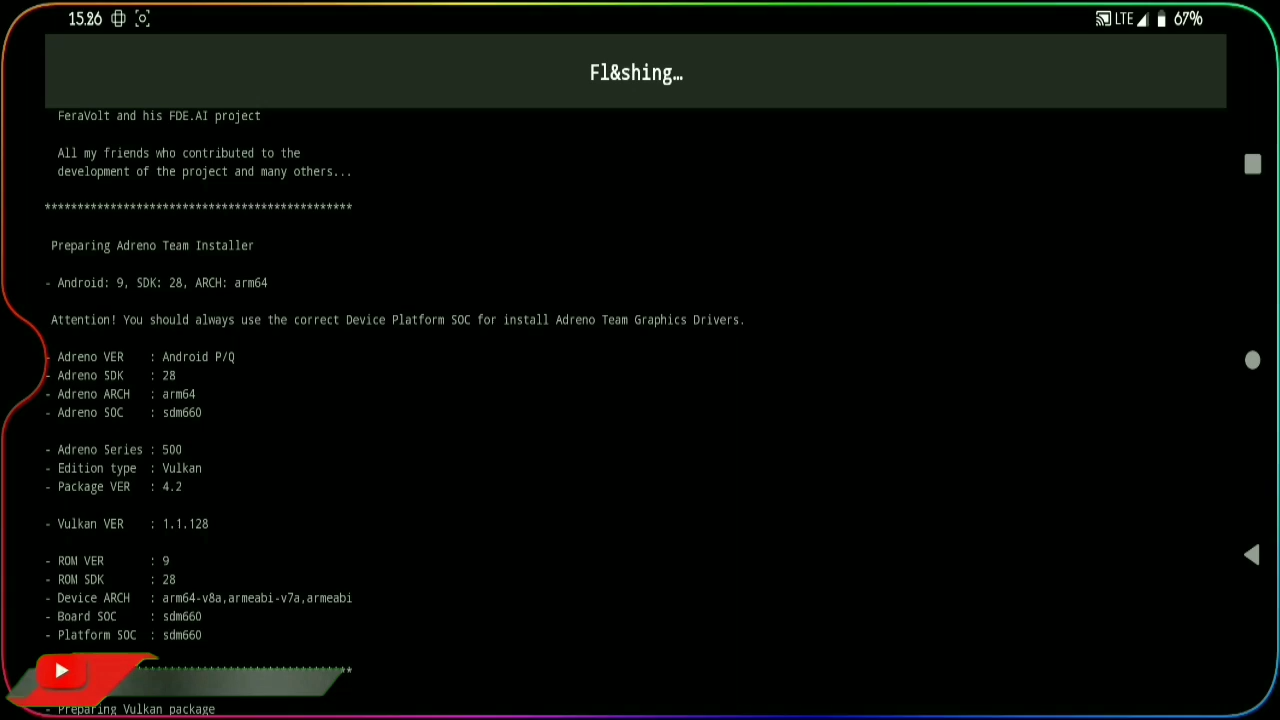 15.26
LTE
67%
Fl&shing…
FeraVolt and his FDE.AI project
All my friends who contributed to the
development of the project and many others...
***********************************************
Preparing Adreno Team Installer
- Android: 9, SDK: 28, ARCH: arm64
Attention! You should always use the correct Device Platform SOC for install Adreno Team Graphics Drivers.
- Adreno VER : Android P/Q
- Adreno SDK : 28
- Adreno ARCH : arm64
- Adreno SOC : sdm660
- Adreno Series : 500
- Edition type : Vulkan
- Package VER : 4.2
- Vulkan VER : 1.1.128
- ROM VER : 9
- ROM SDK : 28
- Device ARCH : arm64-v8a,armeabi-v7a,armeabi
- Board SOC : sdm660
- Platform SOC : sdm660
- Preparing Vulkan package